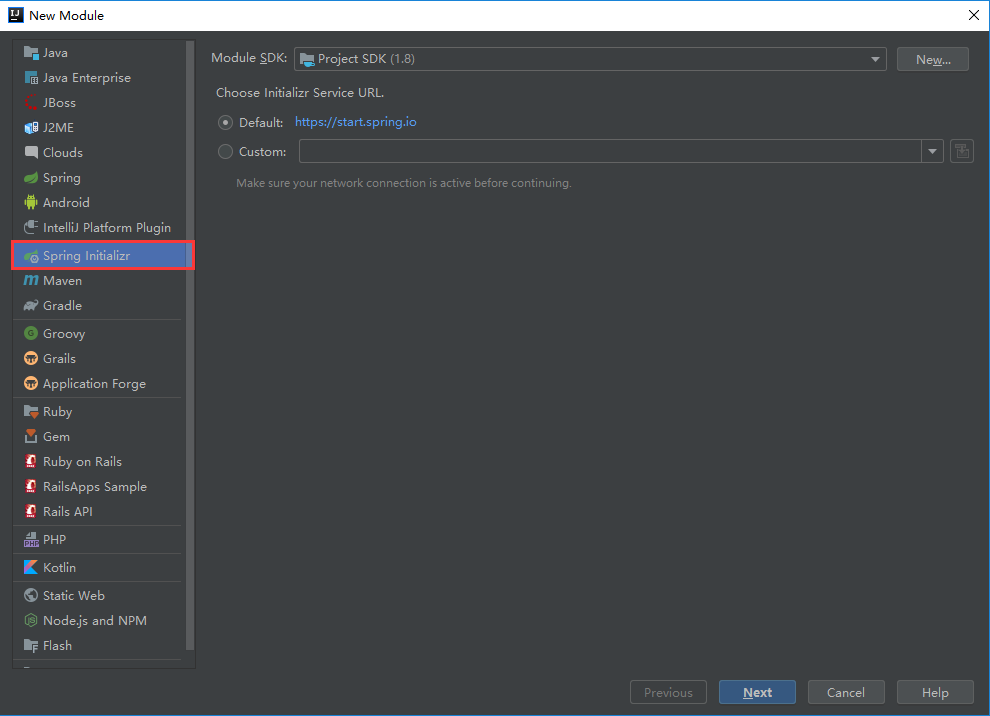 New Module
Java
Java Enterprise
JBoss
J2ME
Clouds
Spring
Android
IntelliJ Platform Plugin
Spring Initializr
Maven
Gradle
Groovy
Grails
Application Forge
Ruby
Gem
Ruby on Rails
RailsApps Sample
Rails API
PHP
Kotlin
Static Web
Node.js and NPM
Flash
Module SDK: Project SDK (1.8) New...
Choose Initializr Service URL.
Default: https://start.spring.io
Custom:
Make sure your network connection is active before continuing.
Previous Next Cancel Help